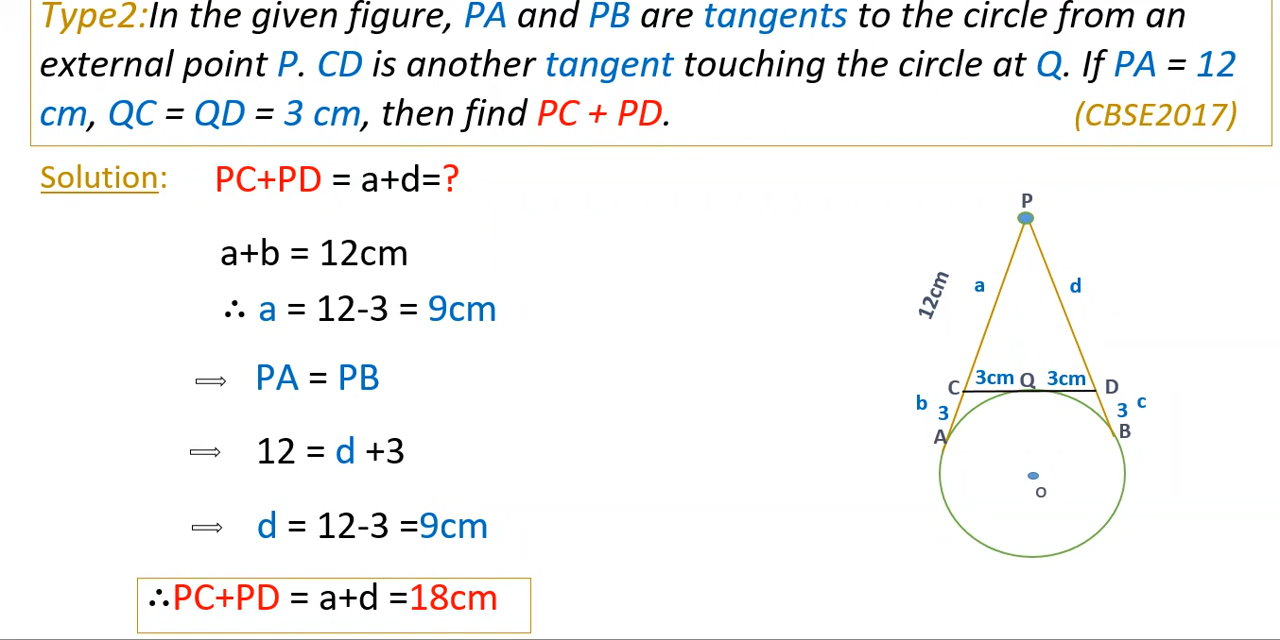 Type2:In the given figure, PA and PB are tangents to the circle from an
external point P. CD is another tangent touching the circle at Q. If PA = 12
cm, QC = QD = 3 cm, then find PC + PD. (CBSE2017)
Solution: PC+PD = a+d=?
a+b = 12cm
∴ a = 12-3 = 9cm
⟹ PA = PB
⟹ 12 = d +3
⟹ d = 12-3 =9cm
∴PC+PD = a+d =18cm
P
12cm a d
C 3cm Q 3cm D
b 3 3 c
A B
O